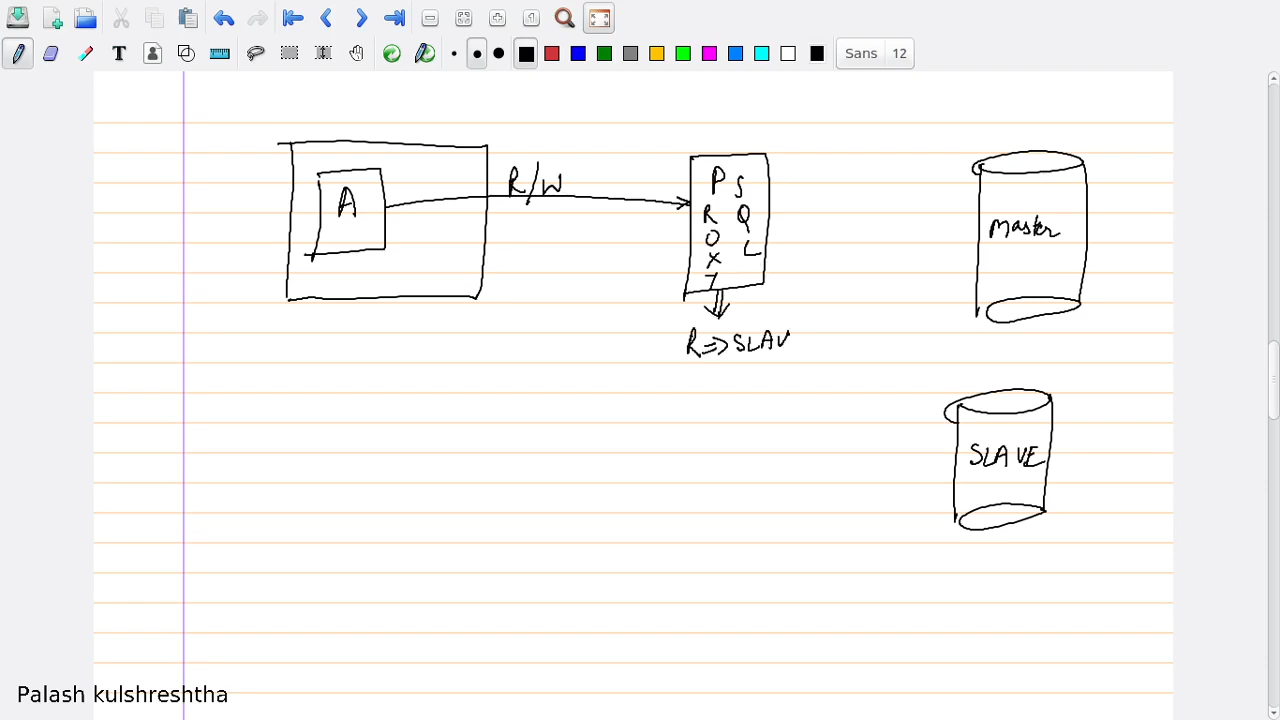 T
Sans 12
A
R/W
P S
R Q
O L
X
Y
R => SLAV
Master
SLAVE
Palash kulshreshtha